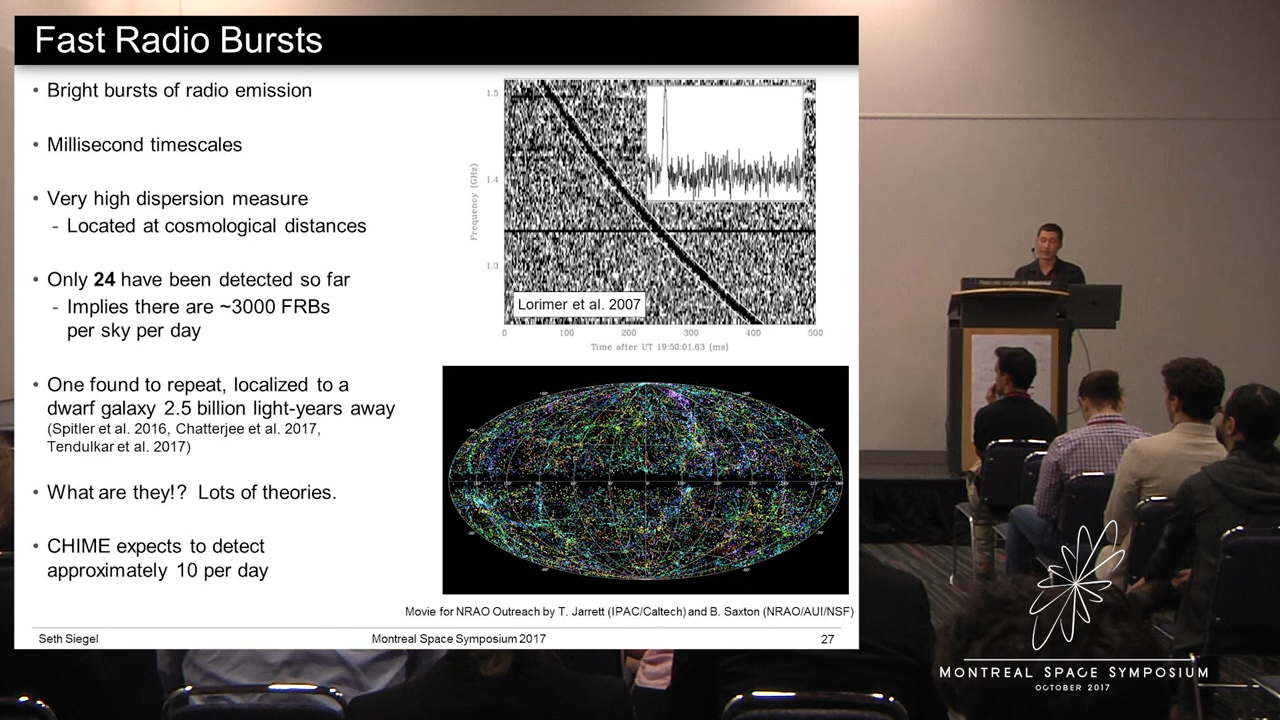 Fast Radio Bursts
• Bright bursts of radio emission
• Millisecond timescales
• Very high dispersion measure
- Located at cosmological distances
• Only 24 have been detected so far
- Implies there are ~3000 FRBs
per sky per day
• One found to repeat, localized to a
dwarf galaxy 2.5 billion light-years away
(Spitler et al. 2016, Chatterjee et al. 2017,
Tendulkar et al. 2017)
• What are they!? Lots of theories.
• CHIME expects to detect
approximately 10 per day
1.5
1.4
1.3
Frequency (GHz)
Lorimer et al. 2007
0 100 200 300 400 500
Time after UT 19:50:01.63 (ms)
Movie for NRAO Outreach by T. Jarrett (IPAC/Caltech) and B. Saxton (NRAO/AUI/NSF)
Seth Siegel Montreal Space Symposium 2017 27
MONTREAL SPACE SYMPOSIUM
OCTOBER 2017